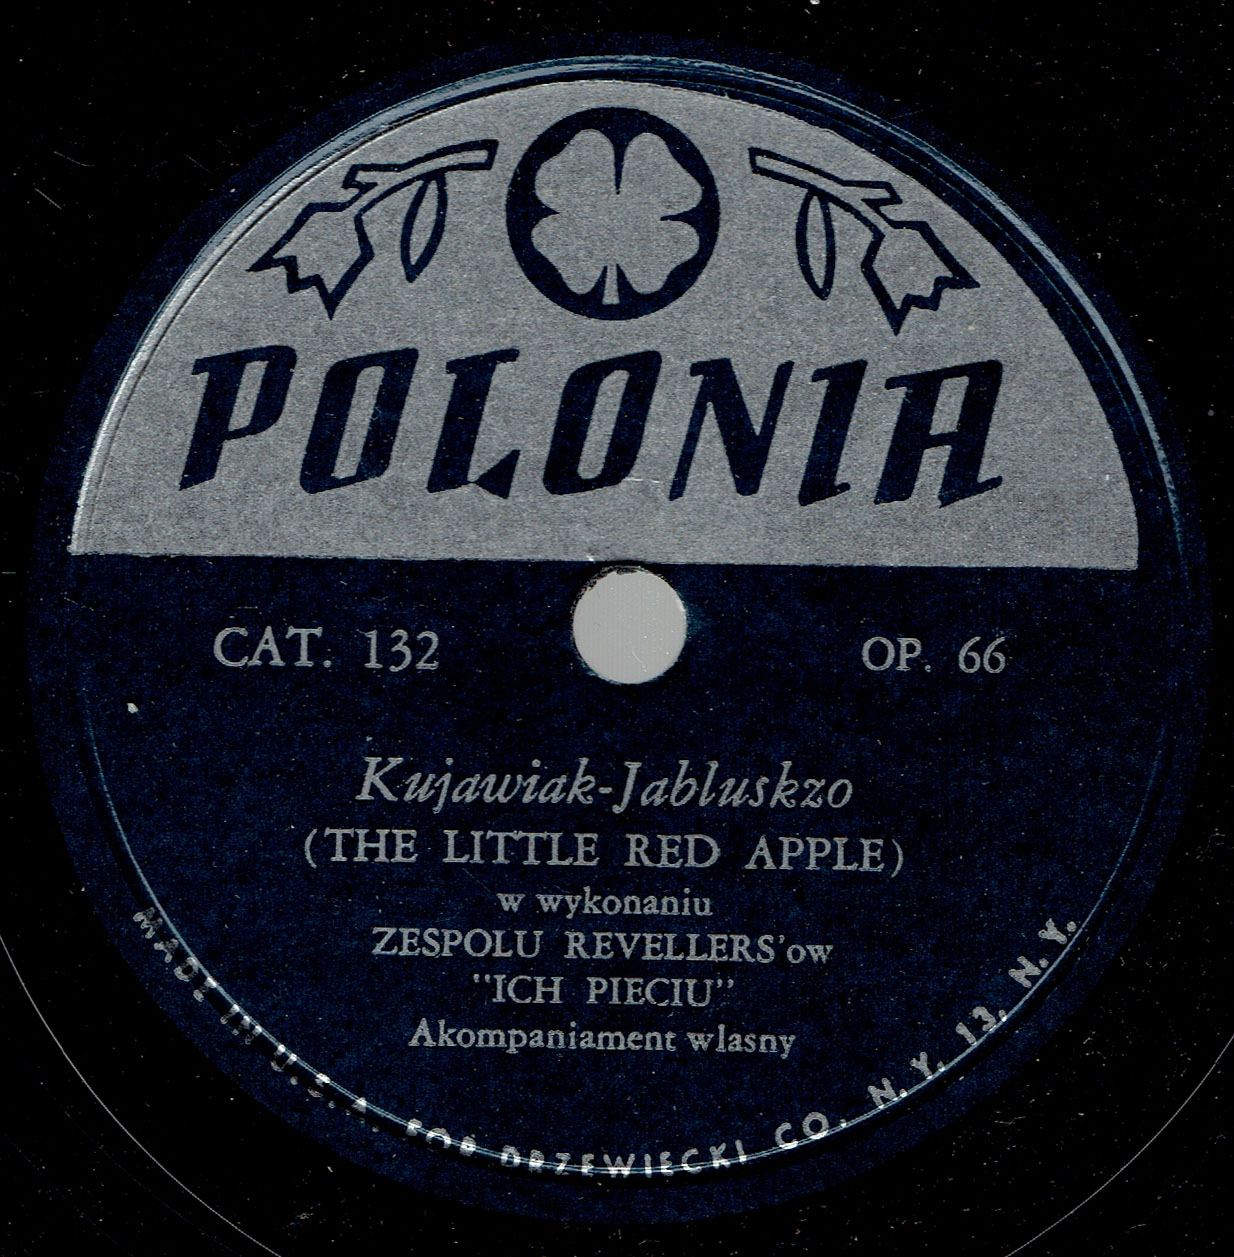 POLONIA
CAT. 132 OP. 66
Kujawiak-Jabluskzo
(THE LITTLE RED APPLE)
w wykonaniu
ZESPOLU REVELLERS'ow
"ICH PIECIU"
Akompaniament wlasny
MADE IN U.S.A. FOR DRZEWIECKI CO. N.Y. 13, N.Y.